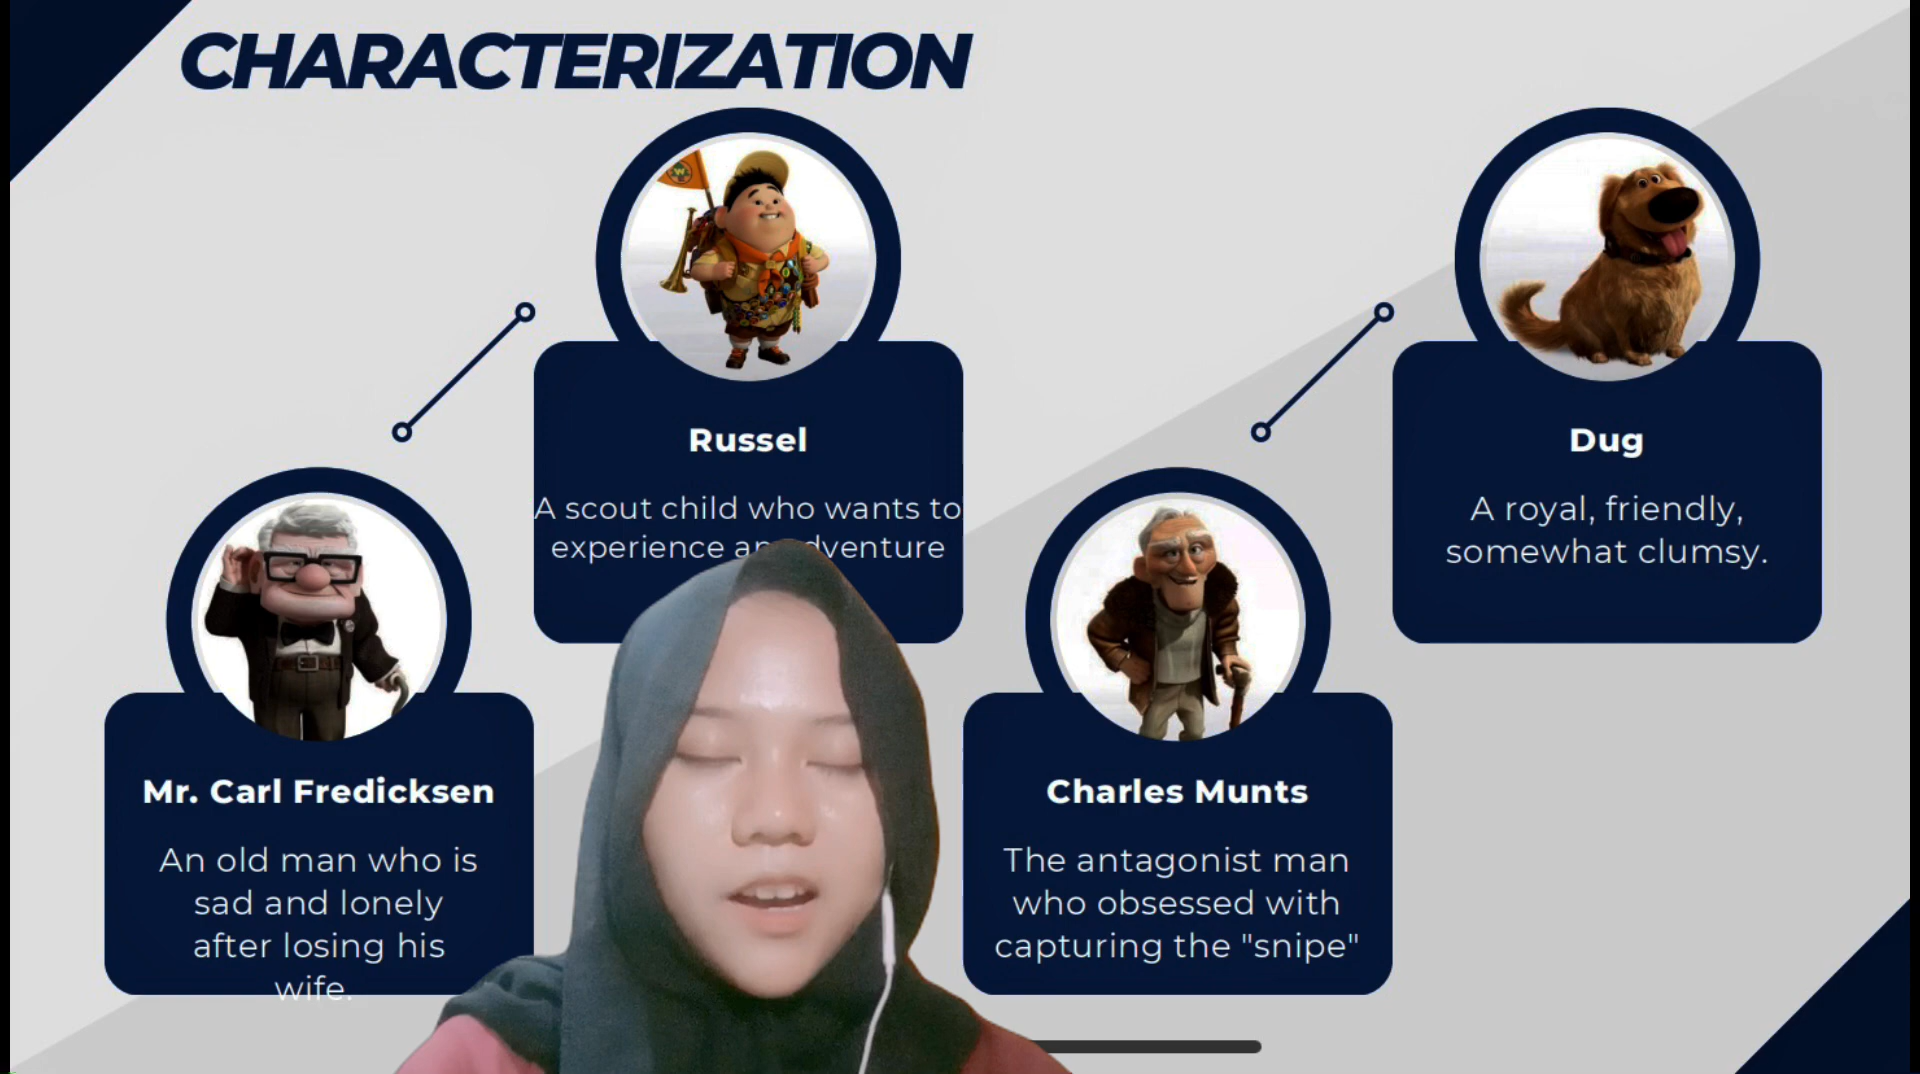 CHARACTERIZATION
Russel
A scout child who wants to
experience an dventure
Dug
A royal, friendly,
somewhat clumsy.
Mr. Carl Fredicksen
An old man who is
sad and lonely
after losing his
wife.
Charles Munts
The antagonist man
who obsessed with
capturing the "snipe"